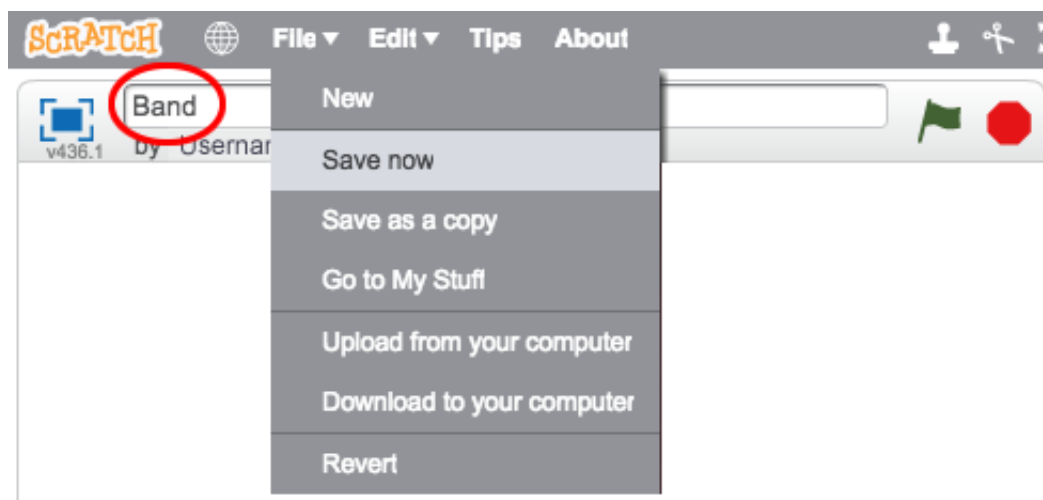 SCRATCH File Edit Tips About
Band
v436.1 by Usernar
New
Save now
Save as a copy
Go to My Stuff
Upload from your computer
Download to your computer
Revert